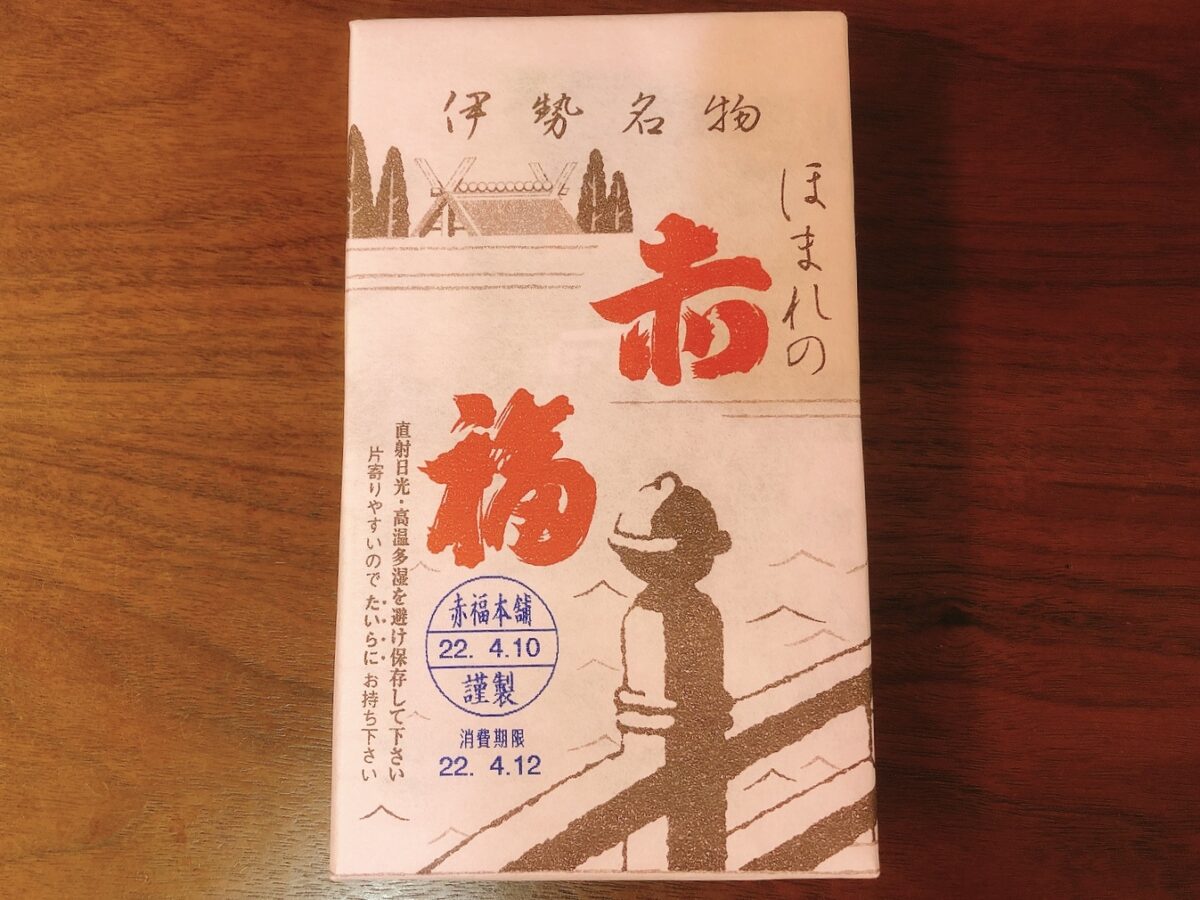 伊勢名物
ほまれの
赤福
直射日光・高温多湿を避け保存して下さい
片寄りやすいので たいらに お持ち下さい
赤福本舗
22. 4.10
謹製
消費期限
22. 4.12